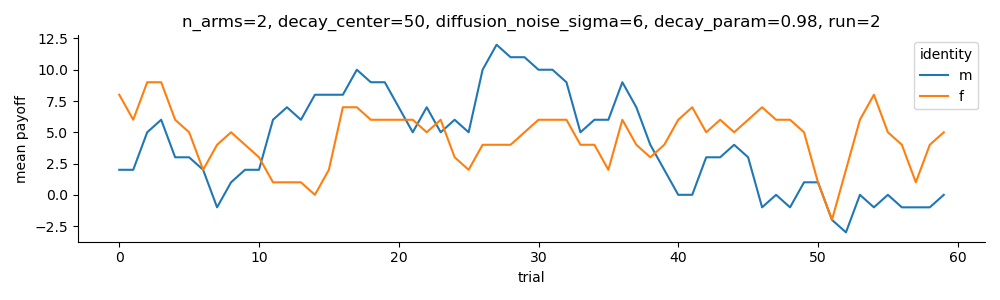 n_arms=2, decay_center=50, diffusion_noise_sigma=6, decay_param=0.98, run=2
mean payoff
12.5
10.0
7.5
5.0
2.5
0.0
−2.5
identity
m
f
0 10 20 30 40 50 60
trial